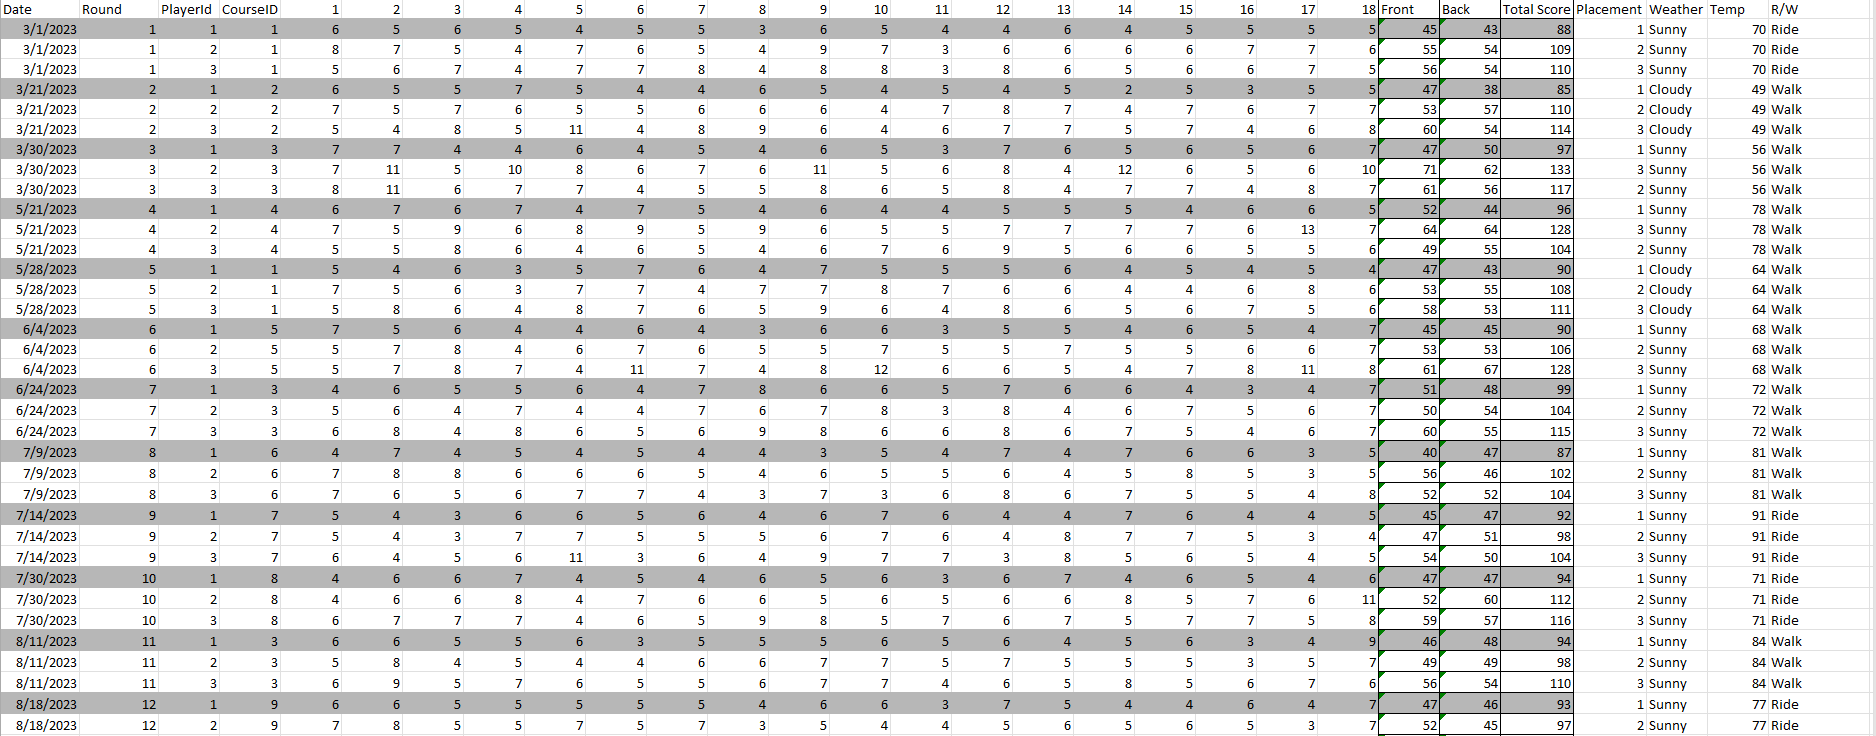 Date Round PlayerId CourseID 1 2 3 4 5 6 7 8 9 10 11 12 13 14 15 16 17 18 Front Back Total Score Placement Weather Temp R/W
3/1/2023 1 1 1 6 5 6 5 4 5 5 3 6 5 4 4 6 4 5 5 5 5 45 43 88 1 Sunny 70 Ride
3/1/2023 1 2 1 8 7 5 4 7 6 5 4 9 7 3 6 6 6 6 7 7 6 55 54 109 2 Sunny 70 Ride
3/1/2023 1 3 1 5 6 7 4 7 7 8 4 8 8 3 8 6 5 6 6 7 5 56 54 110 3 Sunny 70 Ride
3/21/2023 2 1 2 6 5 5 7 5 4 4 6 5 4 5 4 5 2 5 3 5 5 47 38 85 1 Cloudy 49 Walk
3/21/2023 2 2 2 7 5 7 6 5 5 6 6 6 4 7 8 7 4 7 6 7 7 53 57 110 2 Cloudy 49 Walk
3/21/2023 2 3 2 5 4 8 5 11 4 8 9 6 4 6 7 7 5 7 4 6 8 60 54 114 3 Cloudy 49 Walk
3/30/2023 3 1 3 7 7 4 4 6 4 5 4 6 5 3 7 6 5 6 5 6 7 47 50 97 1 Sunny 56 Walk
3/30/2023 3 2 3 7 11 5 10 8 6 7 6 11 5 6 8 4 12 6 5 6 10 71 62 133 3 Sunny 56 Walk
3/30/2023 3 3 3 8 11 6 7 7 4 5 5 8 6 5 8 4 7 7 4 8 7 61 56 117 2 Sunny 56 Walk
5/21/2023 4 1 4 6 7 6 7 4 7 5 4 6 4 4 5 5 5 4 6 6 5 52 44 96 1 Sunny 78 Walk
5/21/2023 4 2 4 7 5 9 6 8 9 5 9 6 5 5 7 7 7 7 6 13 7 64 64 128 3 Sunny 78 Walk
5/21/2023 4 3 4 5 5 8 6 4 6 5 4 6 7 6 9 5 6 6 5 5 6 49 55 104 2 Sunny 78 Walk
5/28/2023 5 1 1 5 4 6 3 5 7 6 4 7 5 5 5 6 4 5 4 5 4 47 43 90 1 Cloudy 64 Walk
5/28/2023 5 2 1 7 5 6 3 7 7 4 7 7 8 7 6 6 4 4 6 8 6 53 55 108 2 Cloudy 64 Walk
5/28/2023 5 3 1 5 8 6 4 8 7 6 5 9 6 4 8 6 5 6 7 5 6 58 53 111 3 Cloudy 64 Walk
6/4/2023 6 1 5 7 5 6 4 4 6 4 3 6 6 3 5 5 4 6 5 4 7 45 45 90 1 Sunny 68 Walk
6/4/2023 6 2 5 5 7 8 4 6 7 6 5 5 7 5 5 7 5 5 6 6 7 53 53 106 2 Sunny 68 Walk
6/4/2023 6 3 5 5 7 8 7 4 11 7 4 8 12 6 6 5 4 7 8 11 8 61 67 128 3 Sunny 68 Walk
6/24/2023 7 1 3 4 6 5 5 6 4 7 8 6 6 5 7 6 6 4 3 4 7 51 48 99 1 Sunny 72 Walk
6/24/2023 7 2 3 5 6 4 7 4 4 7 6 7 8 3 8 4 6 7 5 6 7 50 54 104 2 Sunny 72 Walk
6/24/2023 7 3 3 6 8 4 8 6 5 6 9 8 6 6 8 6 7 5 4 6 7 60 55 115 3 Sunny 72 Walk
7/9/2023 8 1 6 4 7 4 5 4 5 4 4 3 5 4 7 4 7 6 6 3 5 40 47 87 1 Sunny 81 Walk
7/9/2023 8 2 6 7 8 8 6 6 6 5 4 6 5 5 6 4 5 8 5 3 5 56 46 102 2 Sunny 81 Walk
7/9/2023 8 3 6 7 6 5 6 7 7 4 3 7 3 6 8 6 7 5 5 4 8 52 52 104 3 Sunny 81 Walk
7/14/2023 9 1 7 5 4 3 6 6 5 6 4 6 7 6 4 4 7 6 4 4 5 45 47 92 1 Sunny 91 Ride
7/14/2023 9 2 7 5 4 3 7 7 5 5 5 6 7 6 4 8 7 7 5 3 4 47 51 98 2 Sunny 91 Ride
7/14/2023 9 3 7 6 4 5 6 11 3 6 4 9 7 7 3 8 5 6 5 4 5 54 50 104 3 Sunny 91 Ride
7/30/2023 10 1 8 4 6 6 7 4 5 4 6 5 6 3 6 7 4 6 5 4 6 47 47 94 1 Sunny 71 Ride
7/30/2023 10 2 8 4 6 6 8 4 7 6 6 5 6 5 6 6 8 5 7 6 11 52 60 112 2 Sunny 71 Ride
7/30/2023 10 3 8 6 7 7 7 4 6 5 9 8 5 7 6 7 5 7 7 5 8 59 57 116 3 Sunny 71 Ride
8/11/2023 11 1 3 6 6 5 5 6 3 5 5 5 6 5 6 4 5 6 3 4 9 46 48 94 1 Sunny 84 Walk
8/11/2023 11 2 3 5 8 4 5 4 4 6 6 7 7 5 7 5 5 5 3 5 7 49 49 98 2 Sunny 84 Walk
8/11/2023 11 3 3 6 9 5 7 6 5 5 6 7 7 4 6 5 8 5 6 7 6 56 54 110 3 Sunny 84 Walk
8/18/2023 12 1 9 6 6 5 5 5 5 5 4 6 6 3 7 5 4 4 6 4 7 47 46 93 1 Sunny 77 Ride
8/18/2023 12 2 9 7 8 5 5 7 5 7 3 5 4 4 5 6 5 6 5 3 7 52 45 97 2 Sunny 77 Ride